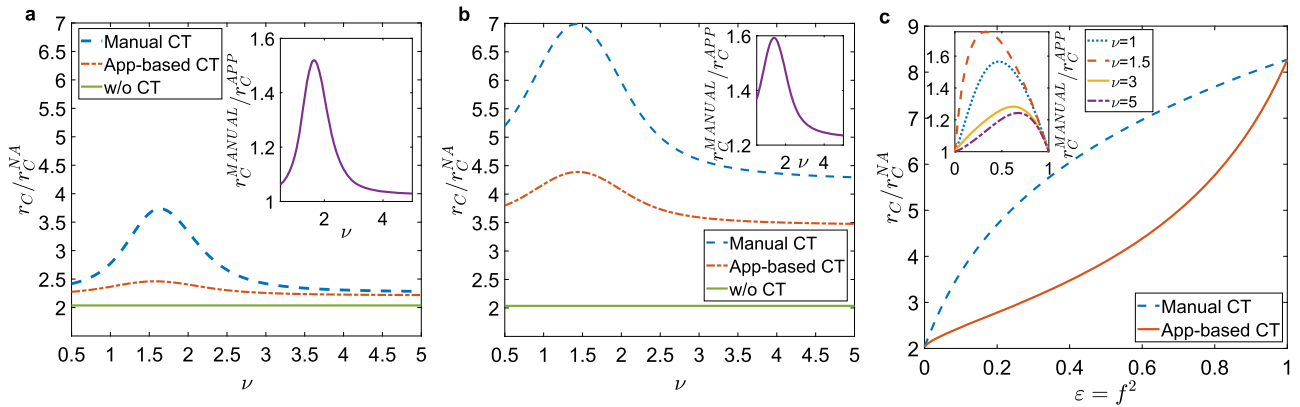 a
7
6.5
6
5.5
5
4.5
4
3.5
3
2.5
2
r_C/r_C^{NA}
0.5 1 1.5 2 2.5 3 3.5 4 4.5 5
ν
Manual CT
App-based CT
w/o CT
1.6
1.4
1.2
1
r_C^{MANUAL}/r_C^{APP}
2 4
ν
b
7
6.5
6
5.5
5
4.5
4
3.5
3
2.5
2
0.5 1 1.5 2 2.5 3 3.5 4 4.5 5
ν
Manual CT
App-based CT
w/o CT
1.6
1.4
1.2
r_C^{MANUAL}/r_C^{APP}
2 4
ν
c
9
8
7
6
5
4
3
2
r_C/r_C^{NA}
0 0.2 0.4 0.6 0.8 1
ε = f^2
1.6
1.4
1.2
1
0 0.5 1
r_C^{MANUAL}/r_C^{APP}
ν=1
ν=1.5
ν=3
ν=5
Manual CT
App-based CT